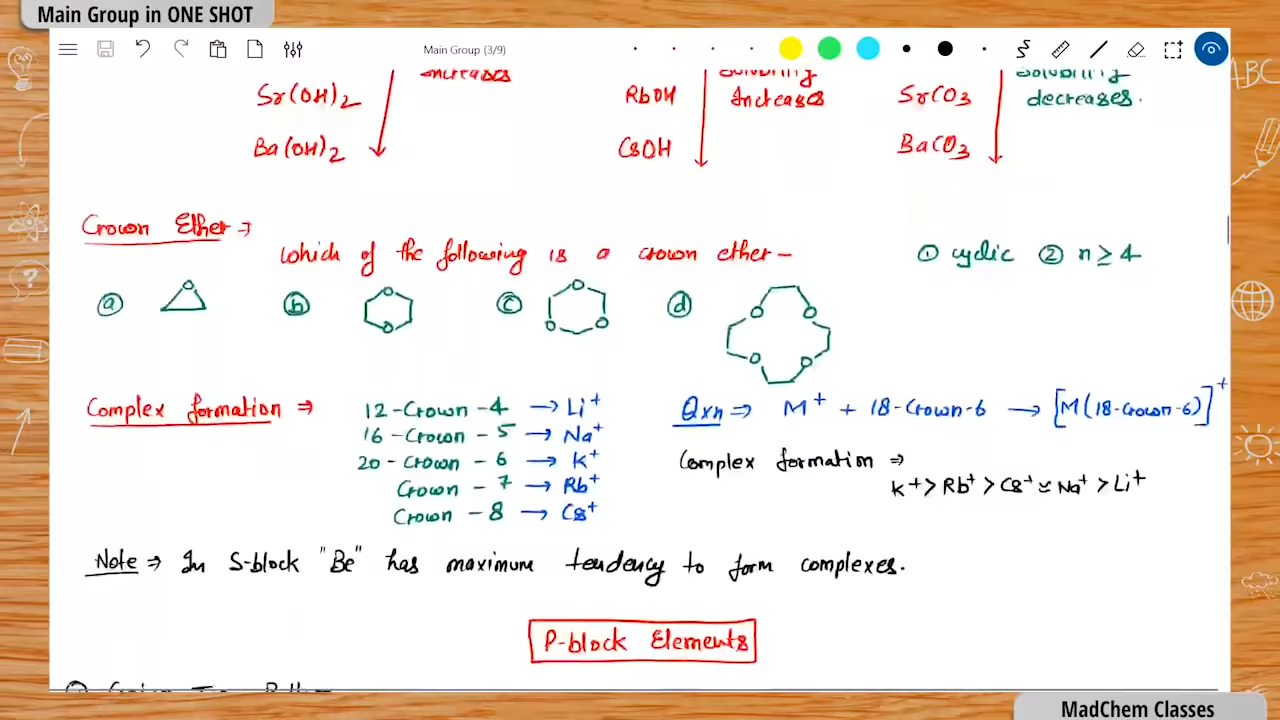 Main Group in ONE SHOT
Main Group (3/9)
increases
solubility
solubility
Sr(OH)2
RbOH
Increases
SrCO3
decreases.
Ba(OH)2
CsOH
BaCO3
Crown Ether →
Which of the following is a crown ether –
① cyclic ② n ≥ 4
ⓐ ⓑ ⓒ ⓓ
O O O O O O O O O O
Complex formation ⇒
12-Crown-4 → Li+
16-Crown-5 → Na+
20-Crown-6 → K+
Crown-7 → Rb+
Crown-8 → Cs+
Qxn ⇒ M+ + 18-Crown-6 → [M(18-Crown-6)]+
Complex formation ⇒
K+ > Rb+ > Cs+ ≃ Na+ > Li+
Note ⇒ In S-block "Be" has maximum tendency to form complexes.
P-block Elements
MadChem Classes
ABC